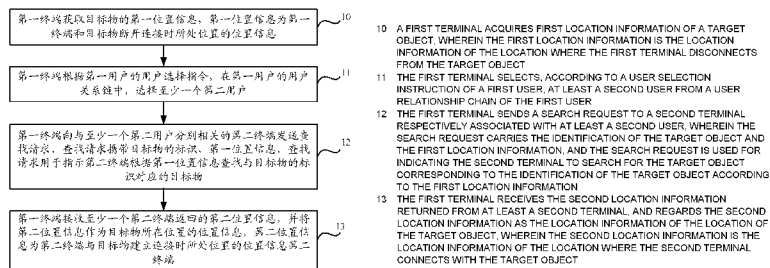 第一终端获取目标物的第一位置信息，第一位置信息为第一
终端和目标物断开连接时所处位置的位置信息
10
第一终端根据第一用户的用户选择指令，在第一用户的用户
关系链中，选择至少一个第二用户
11
第一终端向与至少一个第二用户分别相关的第二终端发送查
找请求，查找请求携带目标物的标识、第一位置信息，查找
请求用于指示第二终端根据第一位置信息查找与目标物的标
识对应的目标物
12
第一终端接收至少一个第二终端返回的第二位置信息，并将
第二位置信息作为目标物所在位置的位置信息，第二位置信
息为第二终端与目标物建立连接时所处位置的位置信息第二
终端
13
10 A FIRST TERMINAL ACQUIRES FIRST LOCATION INFORMATION OF A TARGET
OBJECT, WHEREIN THE FIRST LOCATION INFORMATION IS THE LOCATION
INFORMATION OF THE LOCATION WHERE THE FIRST TERMINAL DISCONNECTS
FROM THE TARGET OBJECT
11 THE FIRST TERMINAL SELECTS, ACCORDING TO A USER SELECTION
INSTRUCTION OF A FIRST USER, AT LEAST A SECOND USER FROM A USER
RELATIONSHIP CHAIN OF THE FIRST USER
12 THE FIRST TERMINAL SENDS A SEARCH REQUEST TO A SECOND TERMINAL
RESPECTIVELY ASSOCIATED WITH AT LEAST A SECOND USER, WHEREIN THE
SEARCH REQUEST CARRIES THE IDENTIFICATION OF THE TARGET OBJECT AND
THE FIRST LOCATION INFORMATION, AND THE SEARCH REQUEST IS USED FOR
INDICATING THE SECOND TERMINAL TO SEARCH FOR THE TARGET OBJECT
CORRESPONDING TO THE IDENTIFICATION OF THE TARGET OBJECT ACCORDING
TO THE FIRST LOCATION INFORMATION
13 THE FIRST TERMINAL RECEIVES THE SECOND LOCATION INFORMATION
RETURNED FROM AT LEAST A SECOND TERMINAL, AND REGARDS THE SECOND
LOCATION INFORMATION AS THE LOCATION INFORMATION OF THE LOCATION OF
THE TARGET OBJECT, WHEREIN THE SECOND LOCATION INFORMATION IS THE
LOCATION INFORMATION OF THE LOCATION WHERE THE SECOND TERMINAL
CONNECTS WITH THE TARGET OBJECT